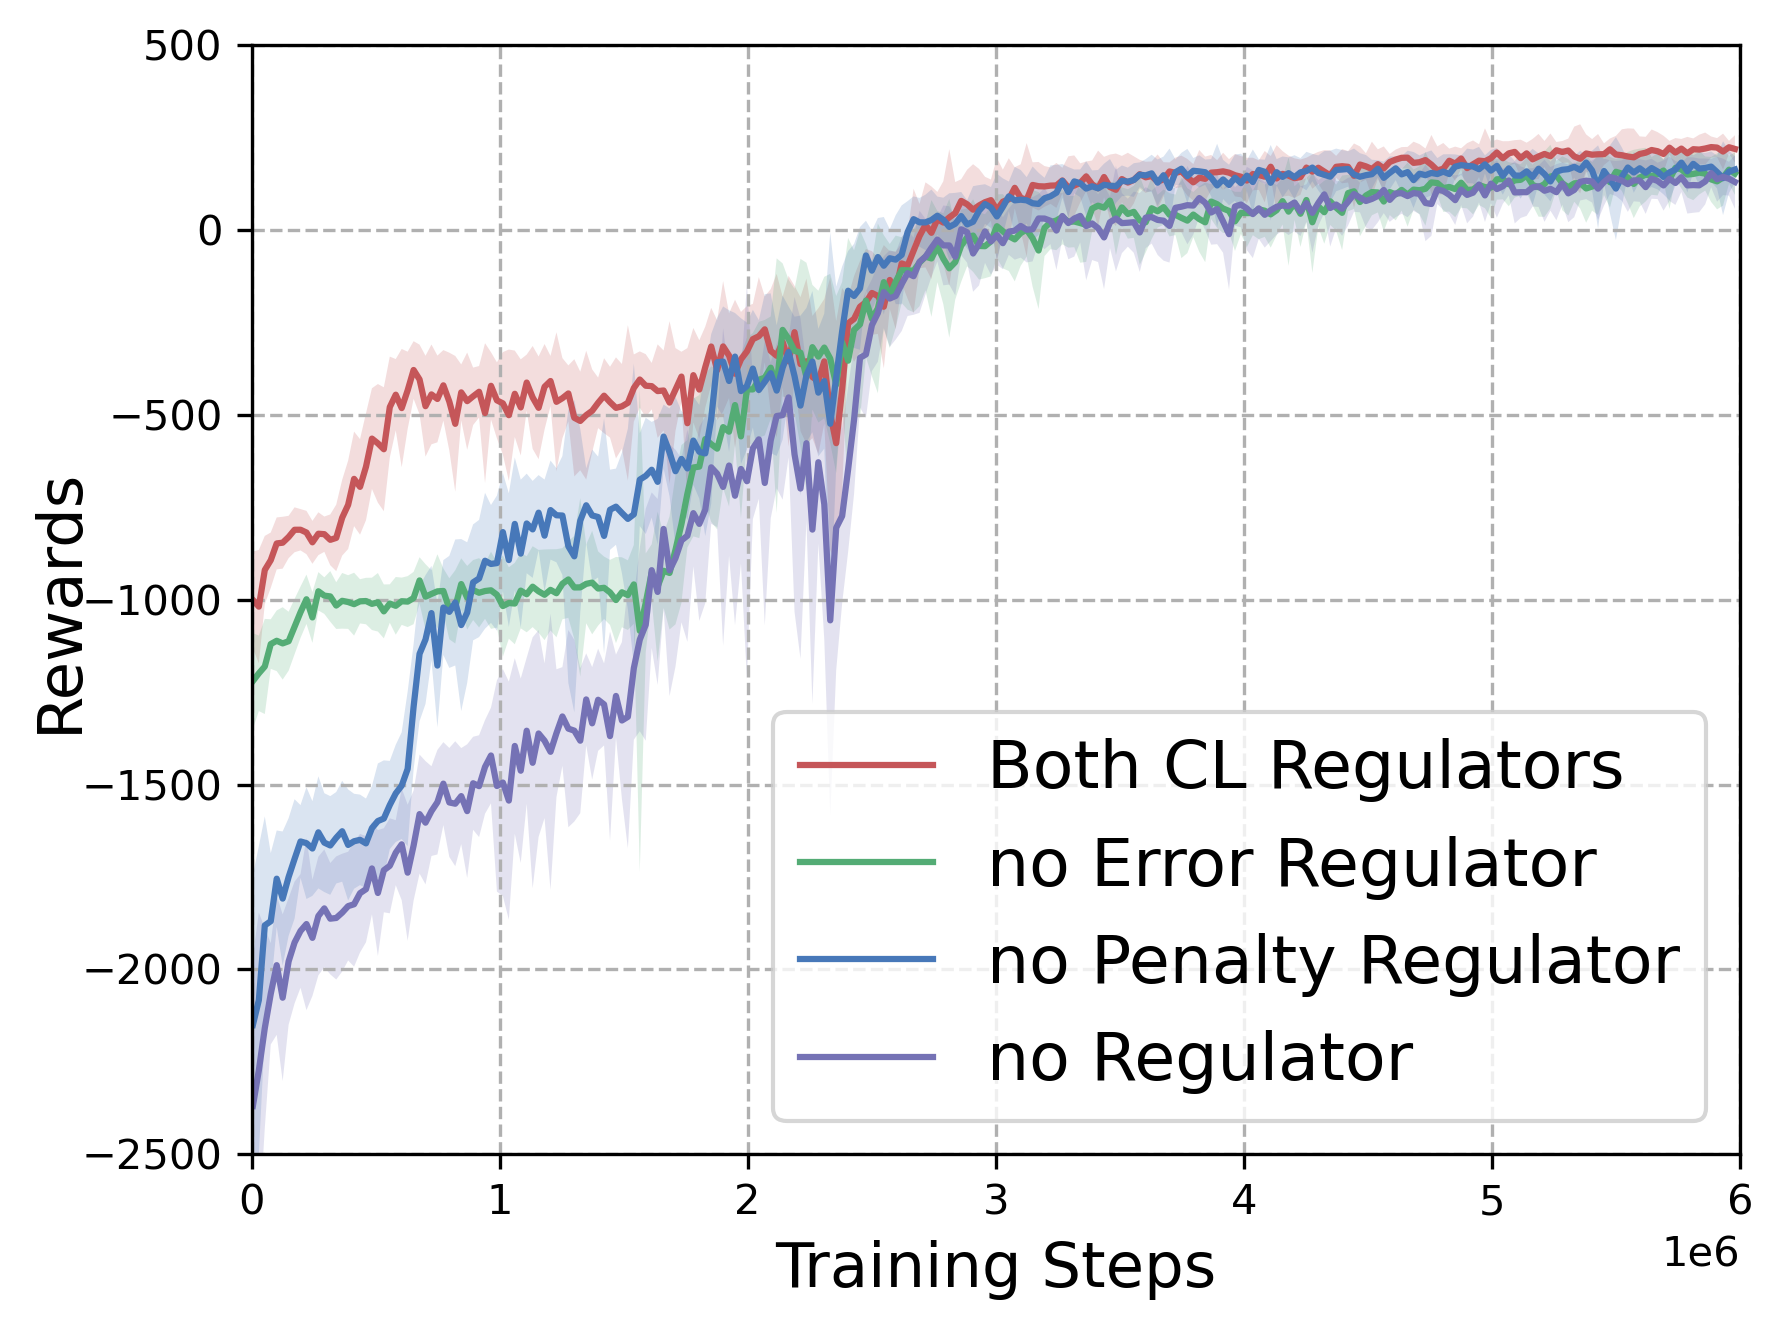 500
0
−500
−1000
−1500
−2000
−2500
Rewards
Both CL Regulators
no Error Regulator
no Penalty Regulator
no Regulator
0 1 2 3 4 5 6
1e6
Training Steps